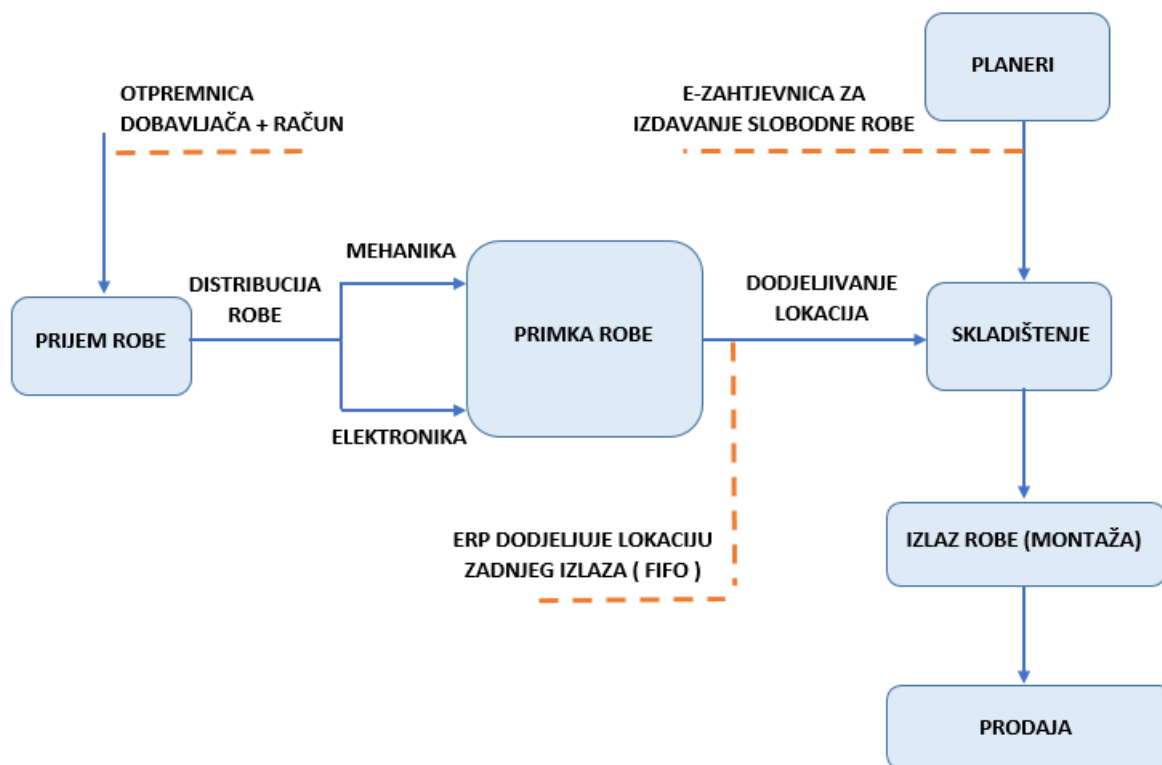 PLANERI
OTPREMNICA
DOBAVLJAČA + RAČUN
E-ZAHTJEVNICA ZA
IZDAVANJE SLOBODNE ROBE
MEHANIKA
DISTRIBUCIJA
ROBE
DODJELJIVANJE
LOKACIJA
PRIJEM ROBE
PRIMKA ROBE
SKLADIŠTENJE
ELEKTRONIKA
ERP DODJELJUJE LOKACIJU
ZADNJEG IZLAZA ( FIFO )
IZLAZ ROBE (MONTAŽA)
PRODAJA